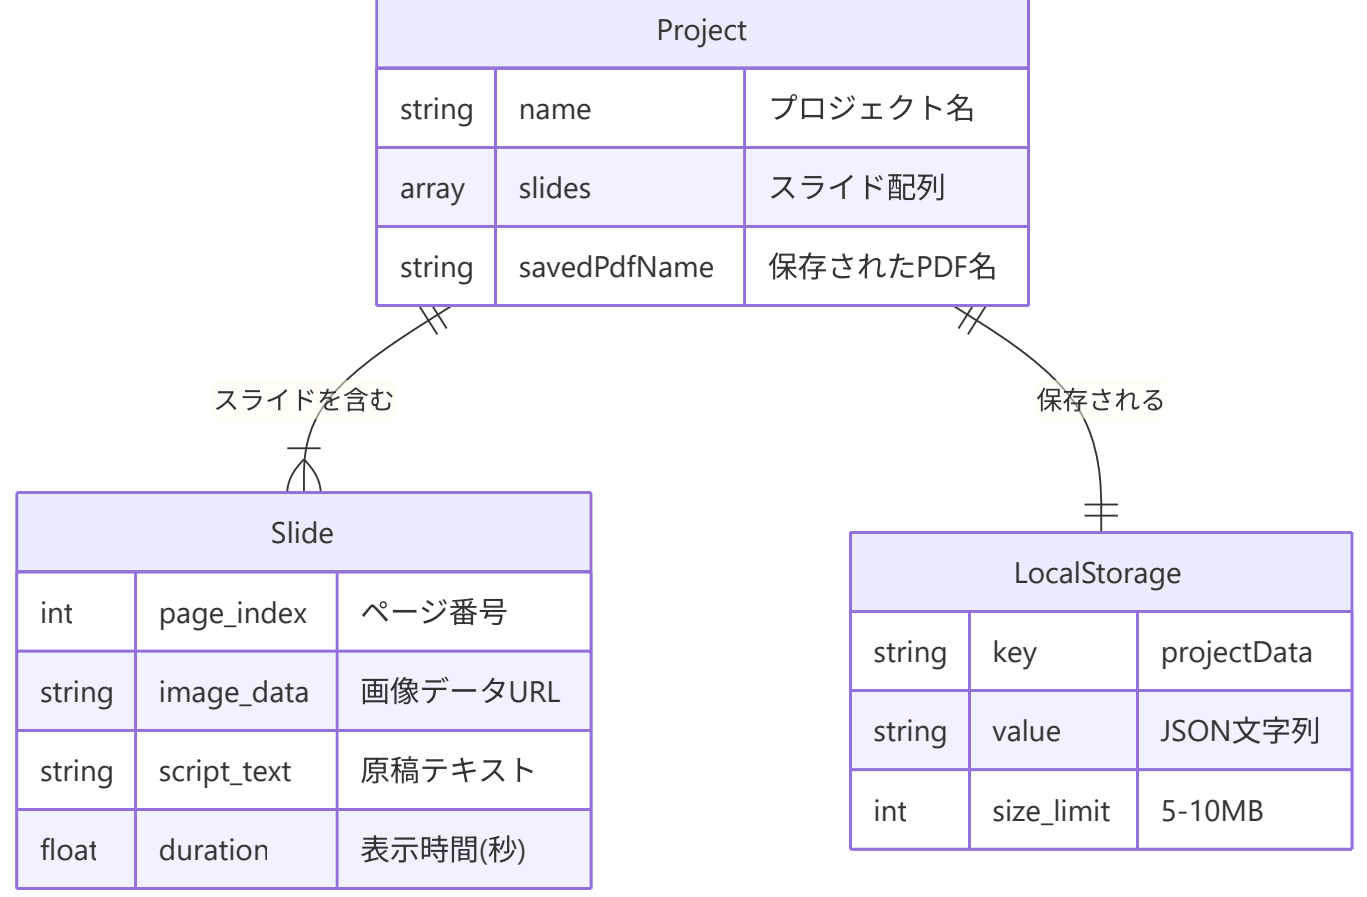 Project
string name プロジェクト名
array slides スライド配列
string savedPdfName 保存されたPDF名
スライドを含む
保存される
Slide
int page_index ページ番号
string image_data 画像データURL
string script_text 原稿テキスト
float duration 表示時間(秒)
LocalStorage
string key projectData
string value JSON文字列
int size_limit 5-10MB